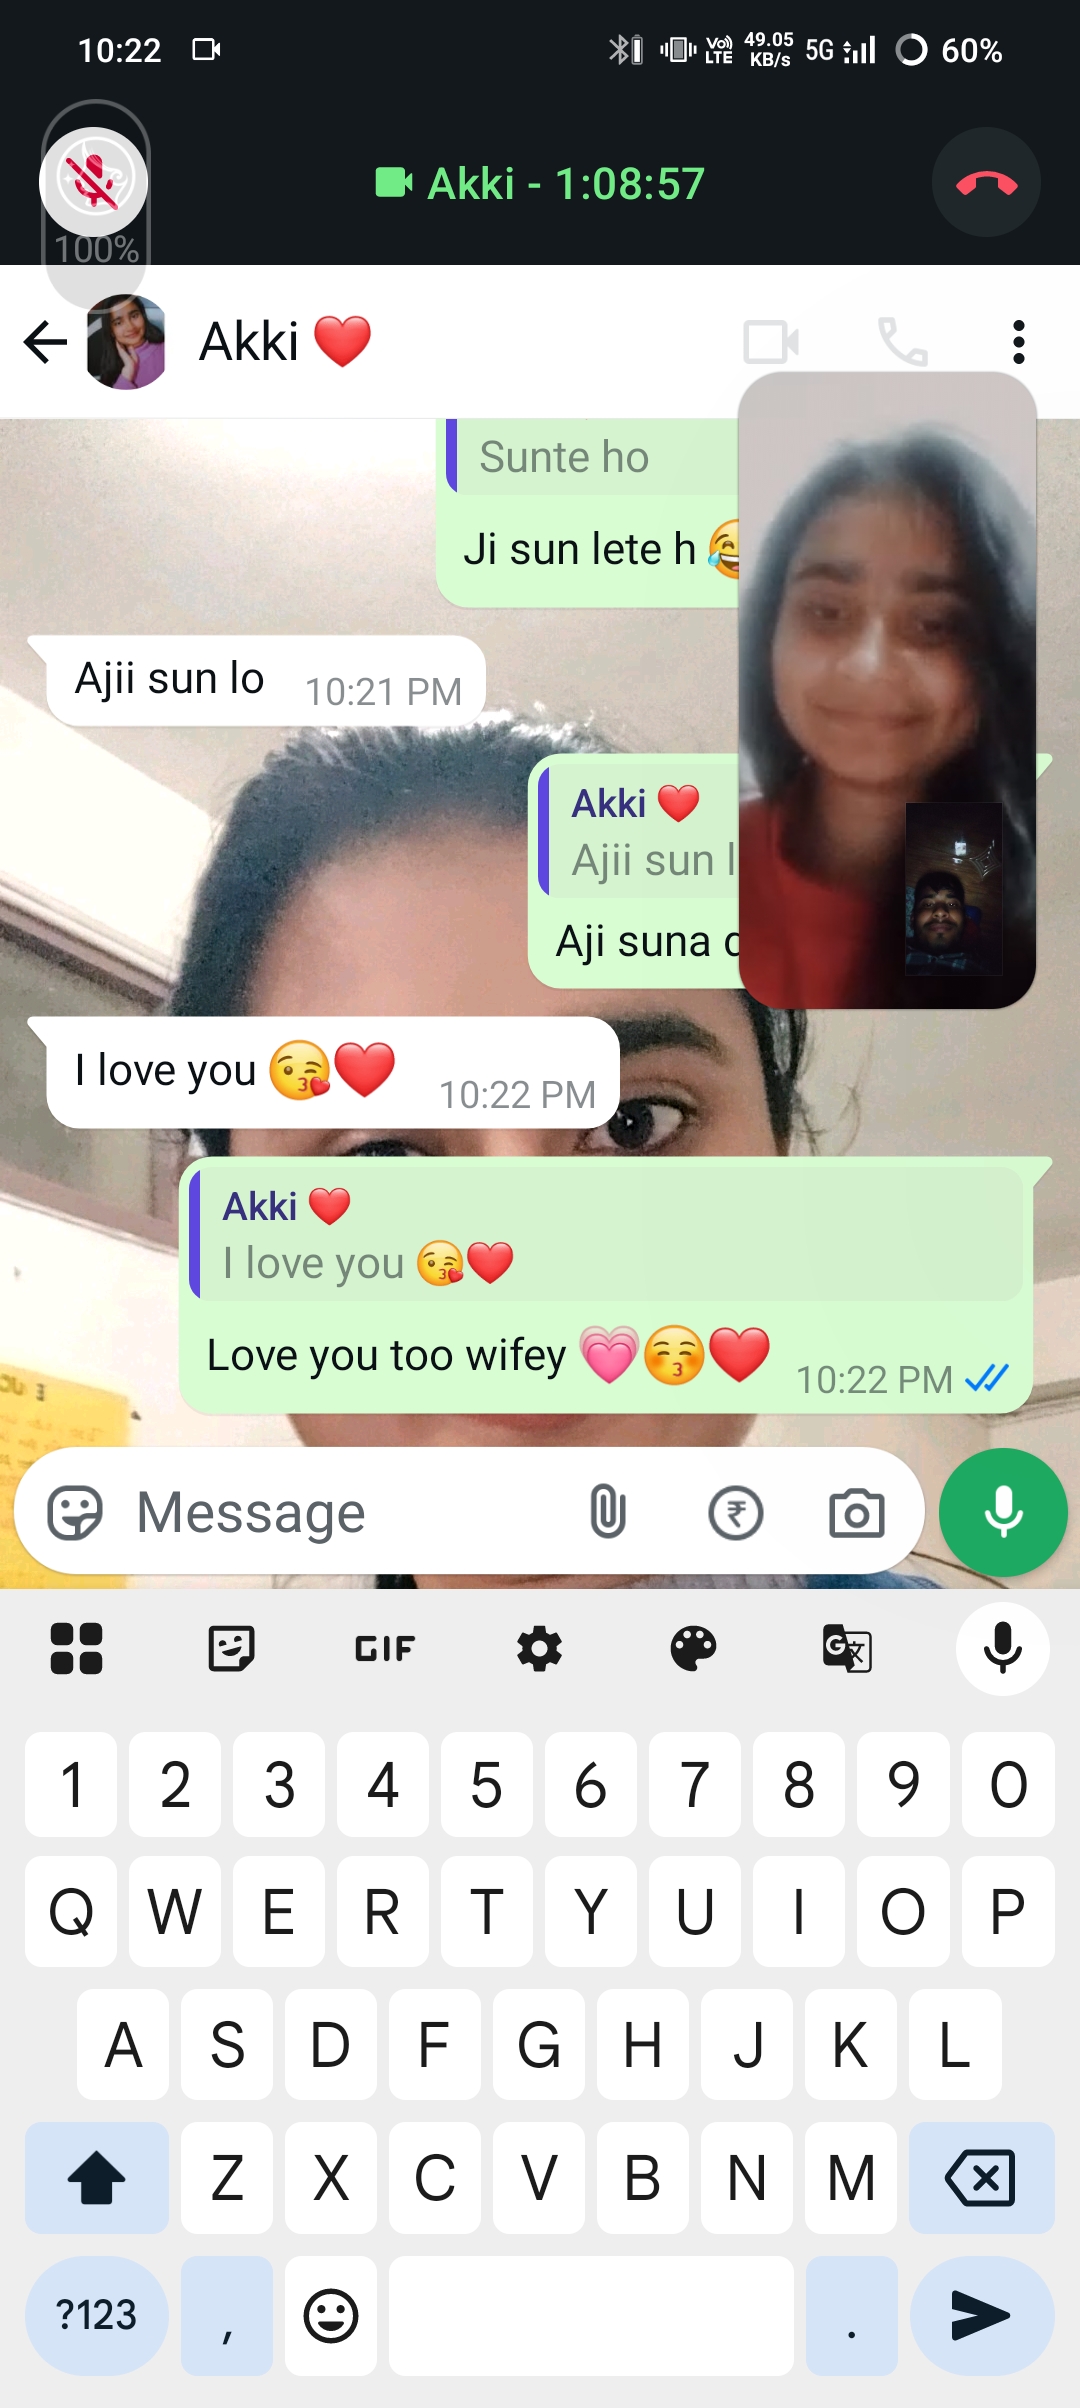 10:22 VoLTE 49.05 KB/s 5G 60%
100%
Akki - 1:08:57
Akki ❤️
Sunte ho
Ji sun lete h 😂
Ajii sun lo 10:21 PM
Akki ❤️
Ajii sun
Aji suna
I love you 😘❤️ 10:22 PM
Akki ❤️
I love you 😘❤️
Love you too wifey 💗😚❤️ 10:22 PM
Message
GIF
1 2 3 4 5 6 7 8 9 0
Q W E R T Y U I O P
A S D F G H J K L
Z X C V B N M
?123 , .